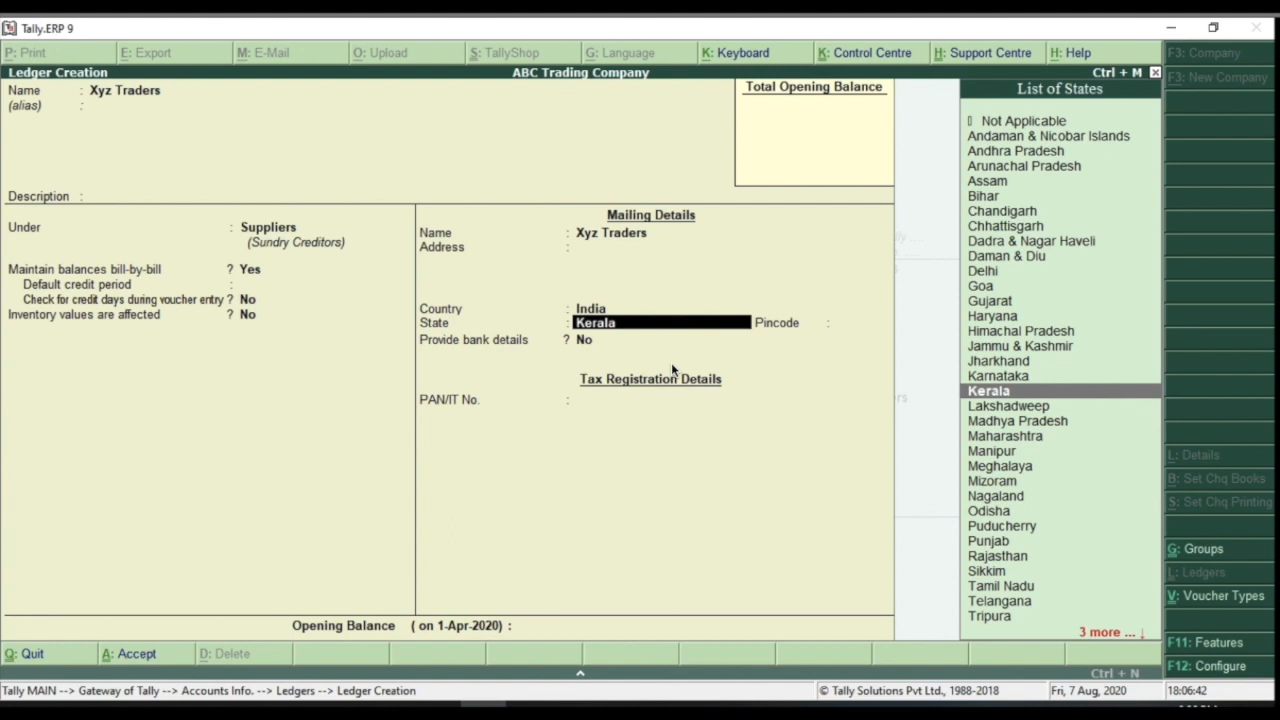 Tally.ERP 9
P: Print E: Export M: E-Mail O: Upload S: TallyShop G: Language K: Keyboard K: Control Centre H: Support Centre H: Help F3: Company
Ledger Creation ABC Trading Company Ctrl + M
F3: New Company
Name : Xyz Traders
(alias) :
Total Opening Balance
Description :
Under : Suppliers
(Sundry Creditors)
Maintain balances bill-by-bill ? Yes
Default credit period :
Check for credit days during voucher entry ? No
Inventory values are affected ? No
Mailing Details
Name : Xyz Traders
Address :
Country : India
State : Kerala Pincode :
Provide bank details ? No
Tax Registration Details
PAN/IT No. :
Opening Balance ( on 1-Apr-2020) :
List of States
Not Applicable
Andaman & Nicobar Islands
Andhra Pradesh
Arunachal Pradesh
Assam
Bihar
Chandigarh
Chhattisgarh
Dadra & Nagar Haveli
Daman & Diu
Delhi
Goa
Gujarat
Haryana
Himachal Pradesh
Jammu & Kashmir
Jharkhand
Karnataka
Kerala
Lakshadweep
Madhya Pradesh
Maharashtra
Manipur
Meghalaya
Mizoram
Nagaland
Odisha
Puducherry
Punjab
Rajasthan
Sikkim
Tamil Nadu
Telangana
Tripura
3 more ... ↓
L: Details
B: Set Chq Books
S: Set Chq Printing
G: Groups
L: Ledgers
V: Voucher Types
F11: Features
F12: Configure
Q: Quit A: Accept D: Delete
Ctrl + N
Tally MAIN --> Gateway of Tally --> Accounts Info. --> Ledgers --> Ledger Creation © Tally Solutions Pvt Ltd., 1988-2018 Fri, 7 Aug, 2020 18:06:42